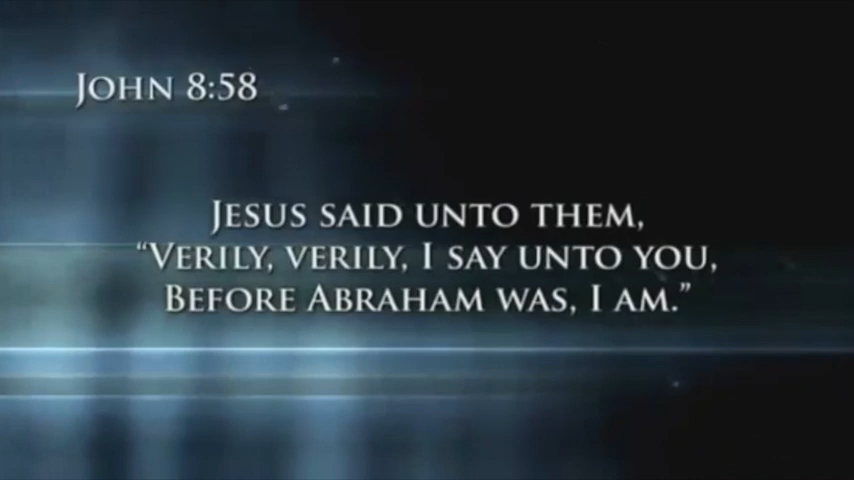 John 8:58
Jesus said unto them,
“Verily, verily, I say unto you,
Before Abraham was, I am.”